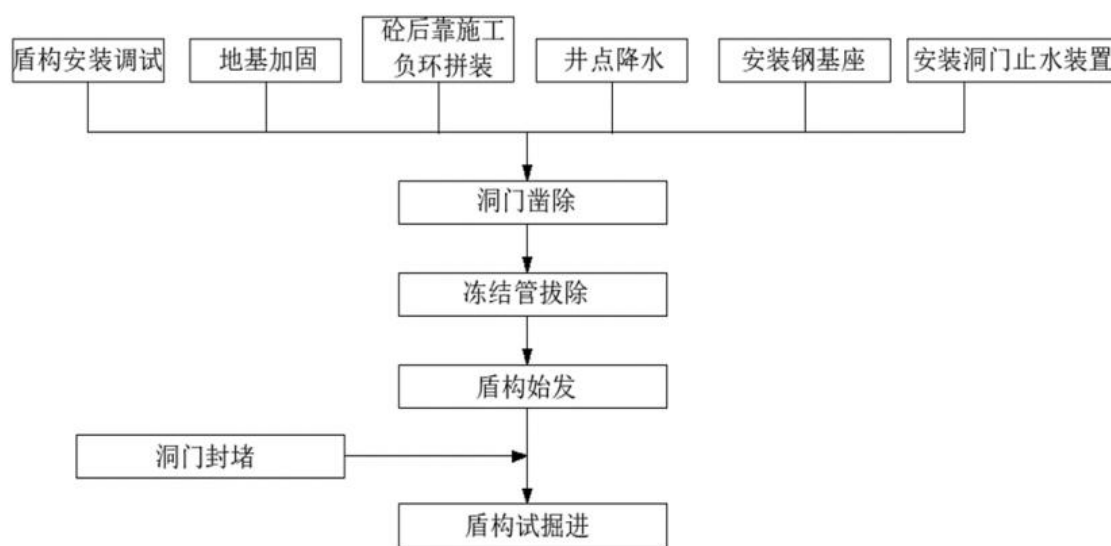 盾构安装调试
地基加固
砼后靠施工
负环拼装
井点降水
安装钢基座
安装洞门止水装置
洞门凿除
冻结管拔除
盾构始发
洞门封堵
盾构试掘进